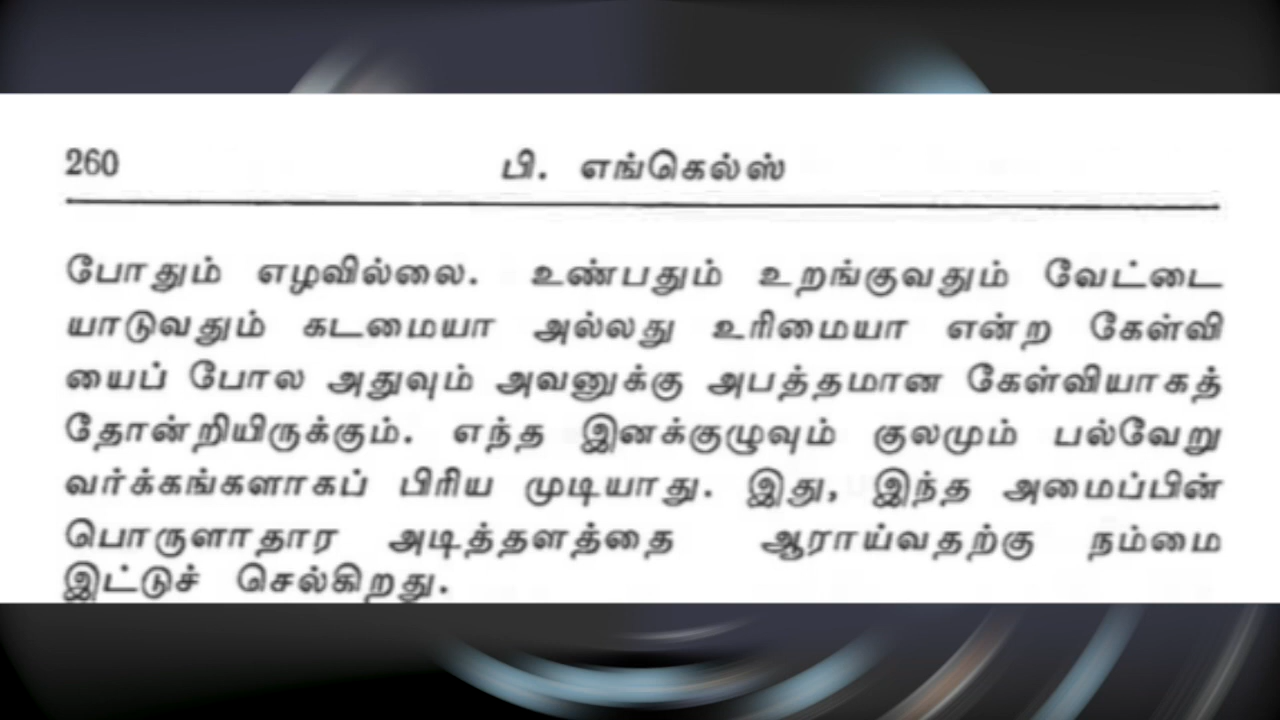 260
பி. எங்கெல்ஸ்
போதும் எழவில்லை. உண்பதும் உறங்குவதும் வேட்டை
யாடுவதும் கடமையா அல்லது உரிமையா என்ற கேள்வி
யைப் போல அதுவும் அவனுக்கு அபத்தமான கேள்வியாகத்
தோன்றியிருக்கும். எந்த இனக்குழுவும் குலமும் பல்வேறு
வர்க்கங்களாகப் பிரிய முடியாது. இது, இந்த அமைப்பின்
பொருளாதார அடித்தளத்தை ஆராய்வதற்கு நம்மை
இட்டுச் செல்கிறது.